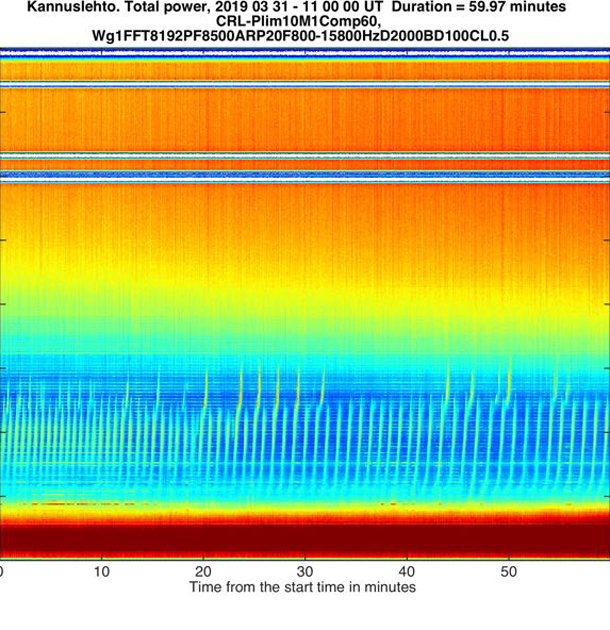 Kannuslehto. Total power, 2019 03 31 - 11 00 00 UT Duration = 59.97 minutes
CRL-Plim10M1Comp60,
Wg1FFT8192PF8500ARP20F800-15800HzD2000BD100CL0.5
0 10 20 30 40 50
Time from the start time in minutes